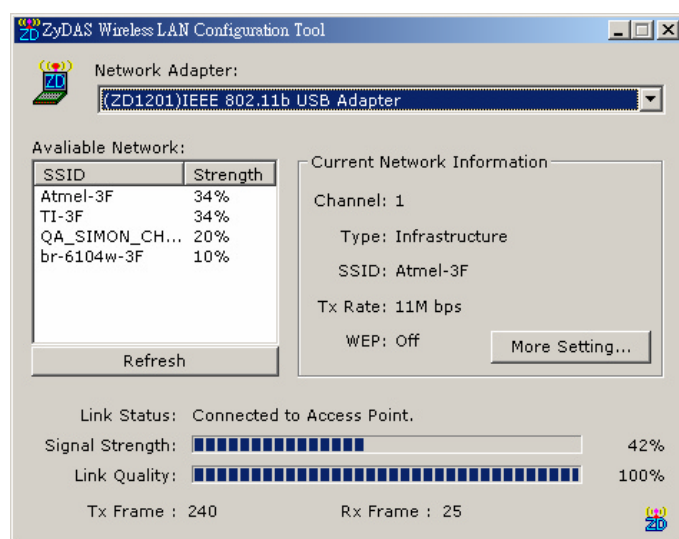 ZyDAS Wireless LAN Configuration Tool
ZD
Network Adapter:
(ZD1201)IEEE 802.11b USB Adapter
Avaliable Network:
SSID Strength
Atmel-3F 34%
TI-3F 34%
QA_SIMON_CH... 20%
br-6104w-3F 10%
Refresh
Current Network Information
Channel: 1
Type: Infrastructure
SSID: Atmel-3F
Tx Rate: 11M bps
WEP: Off
More Setting...
Link Status: Connected to Access Point.
Signal Strength: 42%
Link Quality: 100%
Tx Frame : 240 Rx Frame : 25
ZD